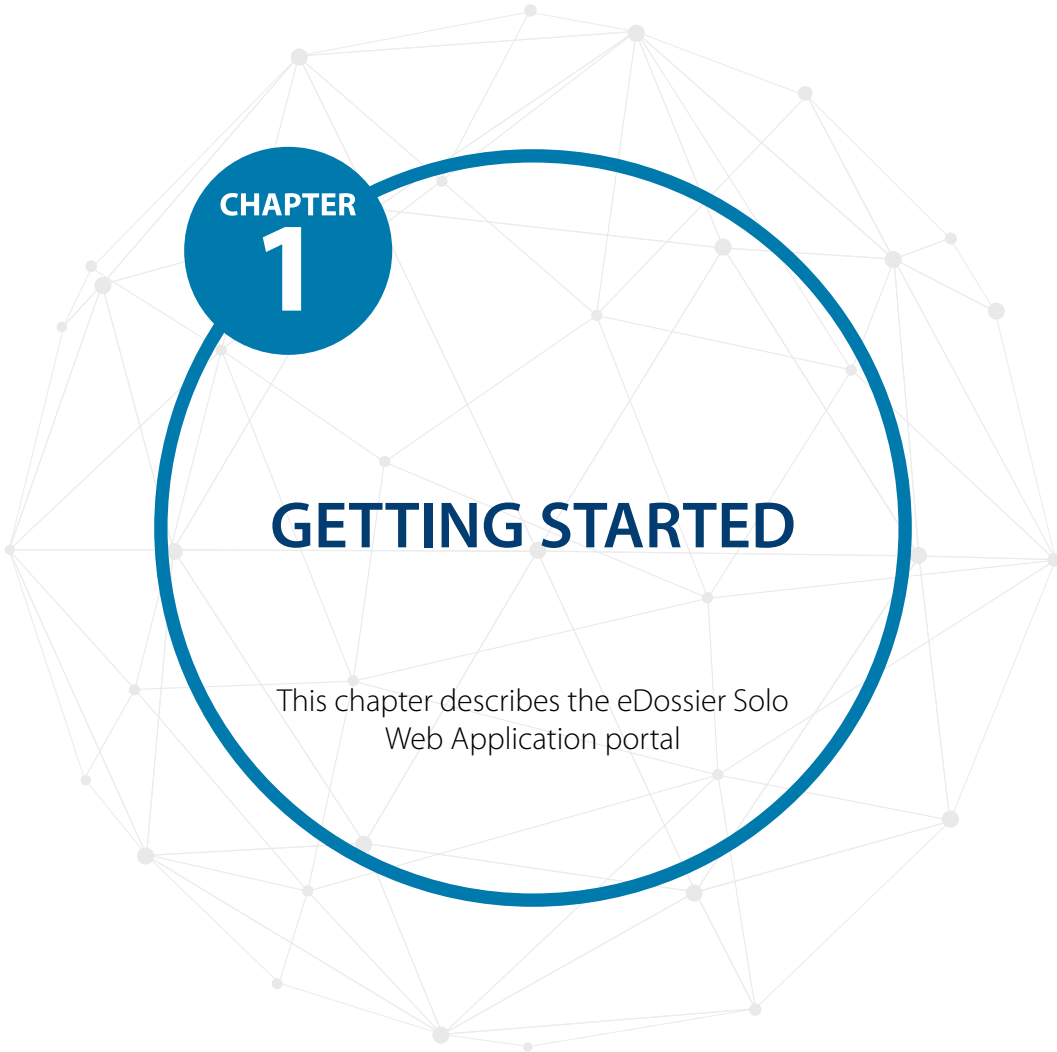 CHAPTER
1
GETTING STARTED
This chapter describes the eDossier Solo
Web Application portal